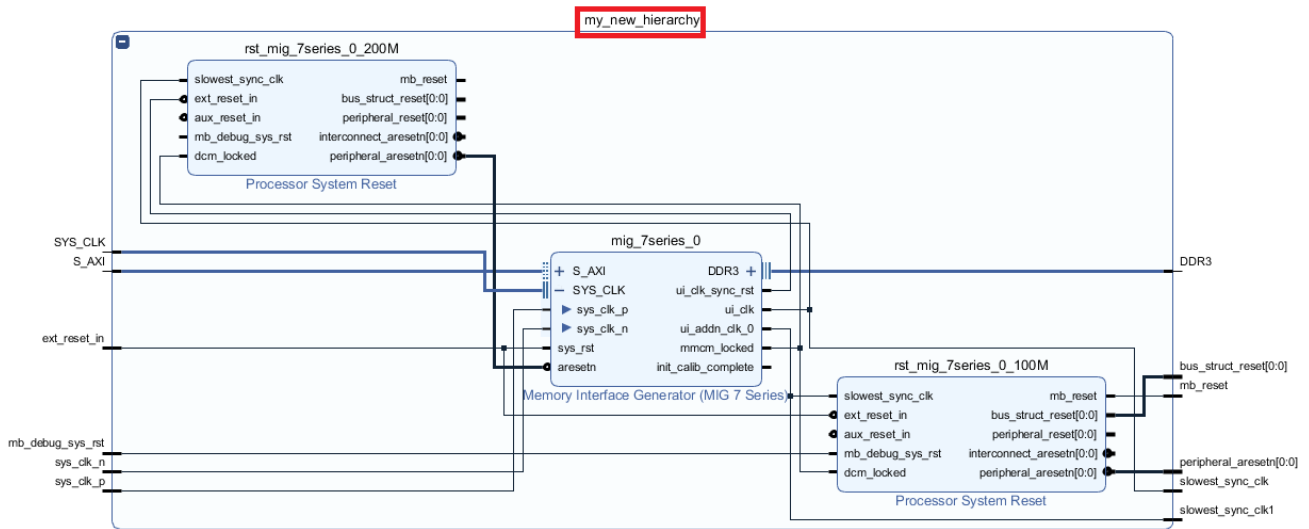 my_new_hierarchy
rst_mig_7series_0_200M
slowest_sync_clk
ext_reset_in
aux_reset_in
mb_debug_sys_rst
dcm_locked
mb_reset
bus_struct_reset[0:0]
peripheral_reset[0:0]
interconnect_aresetn[0:0]
peripheral_aresetn[0:0]
Processor System Reset
SYS_CLK
S_AXI
ext_reset_in
mb_debug_sys_rst
sys_clk_n
sys_clk_p
mig_7series_0
S_AXI
SYS_CLK
sys_clk_p
sys_clk_n
sys_rst
aresetn
DDR3
ui_clk_sync_rst
ui_clk
ui_addn_clk_0
mmcm_locked
init_calib_complete
Memory Interface Generator (MIG 7 Series)
rst_mig_7series_0_100M
slowest_sync_clk
ext_reset_in
aux_reset_in
mb_debug_sys_rst
dcm_locked
mb_reset
bus_struct_reset[0:0]
peripheral_reset[0:0]
interconnect_aresetn[0:0]
peripheral_aresetn[0:0]
Processor System Reset
DDR3
bus_struct_reset[0:0]
mb_reset
peripheral_aresetn[0:0]
slowest_sync_clk
slowest_sync_clk1